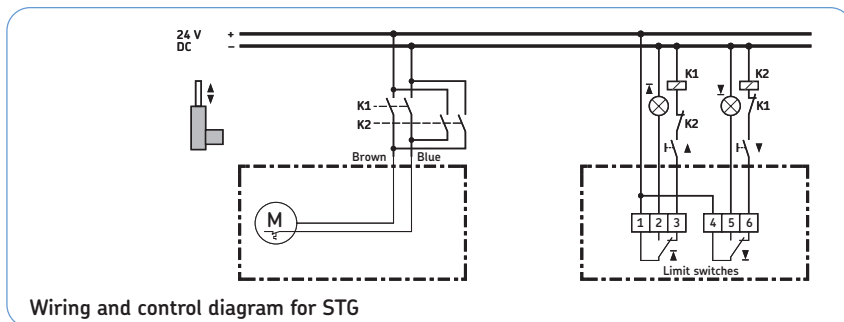 24 V +
DC –
K1
K2
Brown Blue
M
K1
K2
K2
K1
1 2 3 4 5 6
Limit switches
Wiring and control diagram for STG